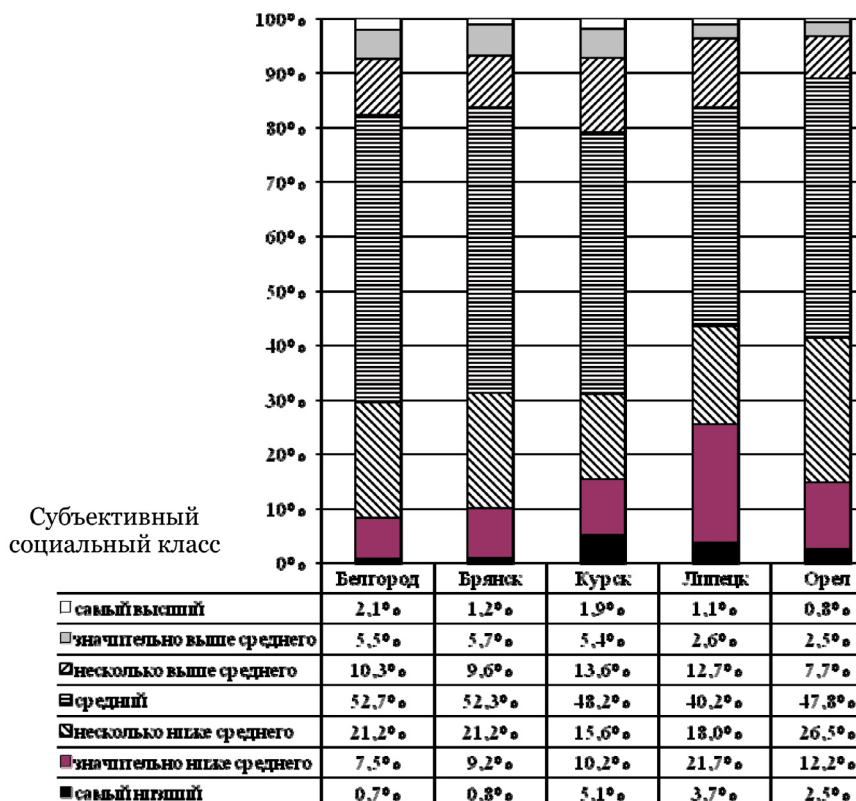 100%
90%
80%
70%
60%
50%
40%
30%
20%
10%
0%
Субъективный
социальный класс
Белгород Брянск Курск Липецк Орел
самый высший 2,1% 1,2% 1,9% 1,1% 0,8%
значительно выше среднего 5,5% 5,7% 5,4% 2,6% 2,5%
несколько выше среднего 10,3% 9,6% 13,6% 12,7% 7,7%
средний 52,7% 52,3% 48,2% 40,2% 47,8%
несколько ниже среднего 21,2% 21,2% 15,6% 18,0% 26,5%
значительно ниже среднего 7,5% 9,2% 10,2% 21,7% 12,2%
самый низший 0,7% 0,8% 5,1% 3,7% 2,5%